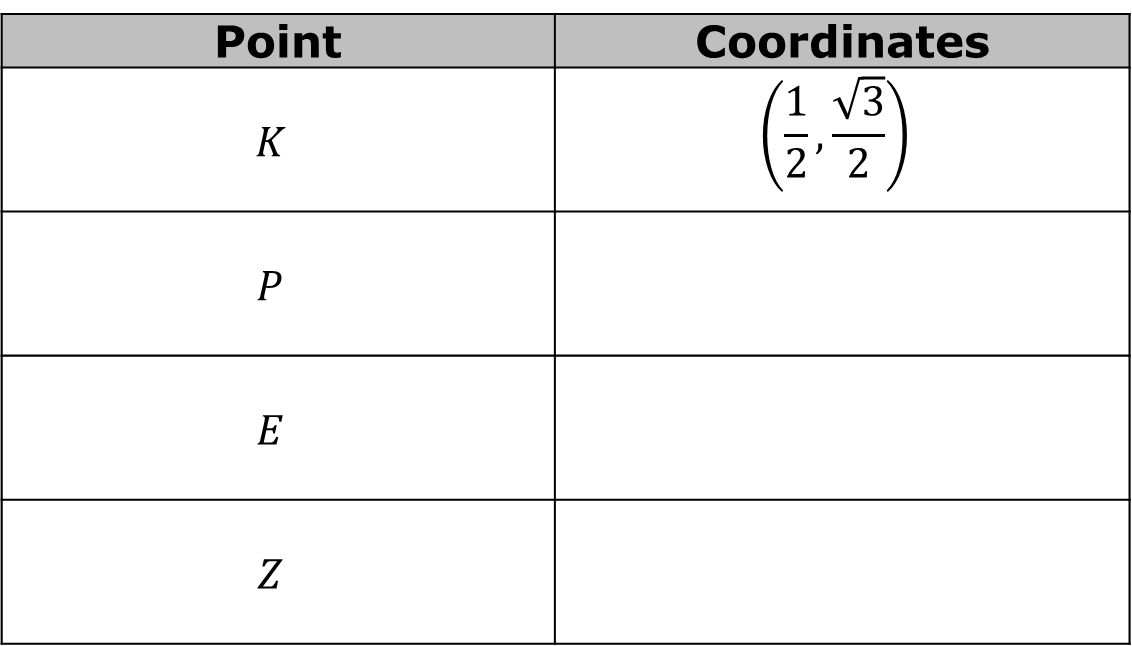 Point Coordinates
K (1/2, √3/2)
P
E
Z